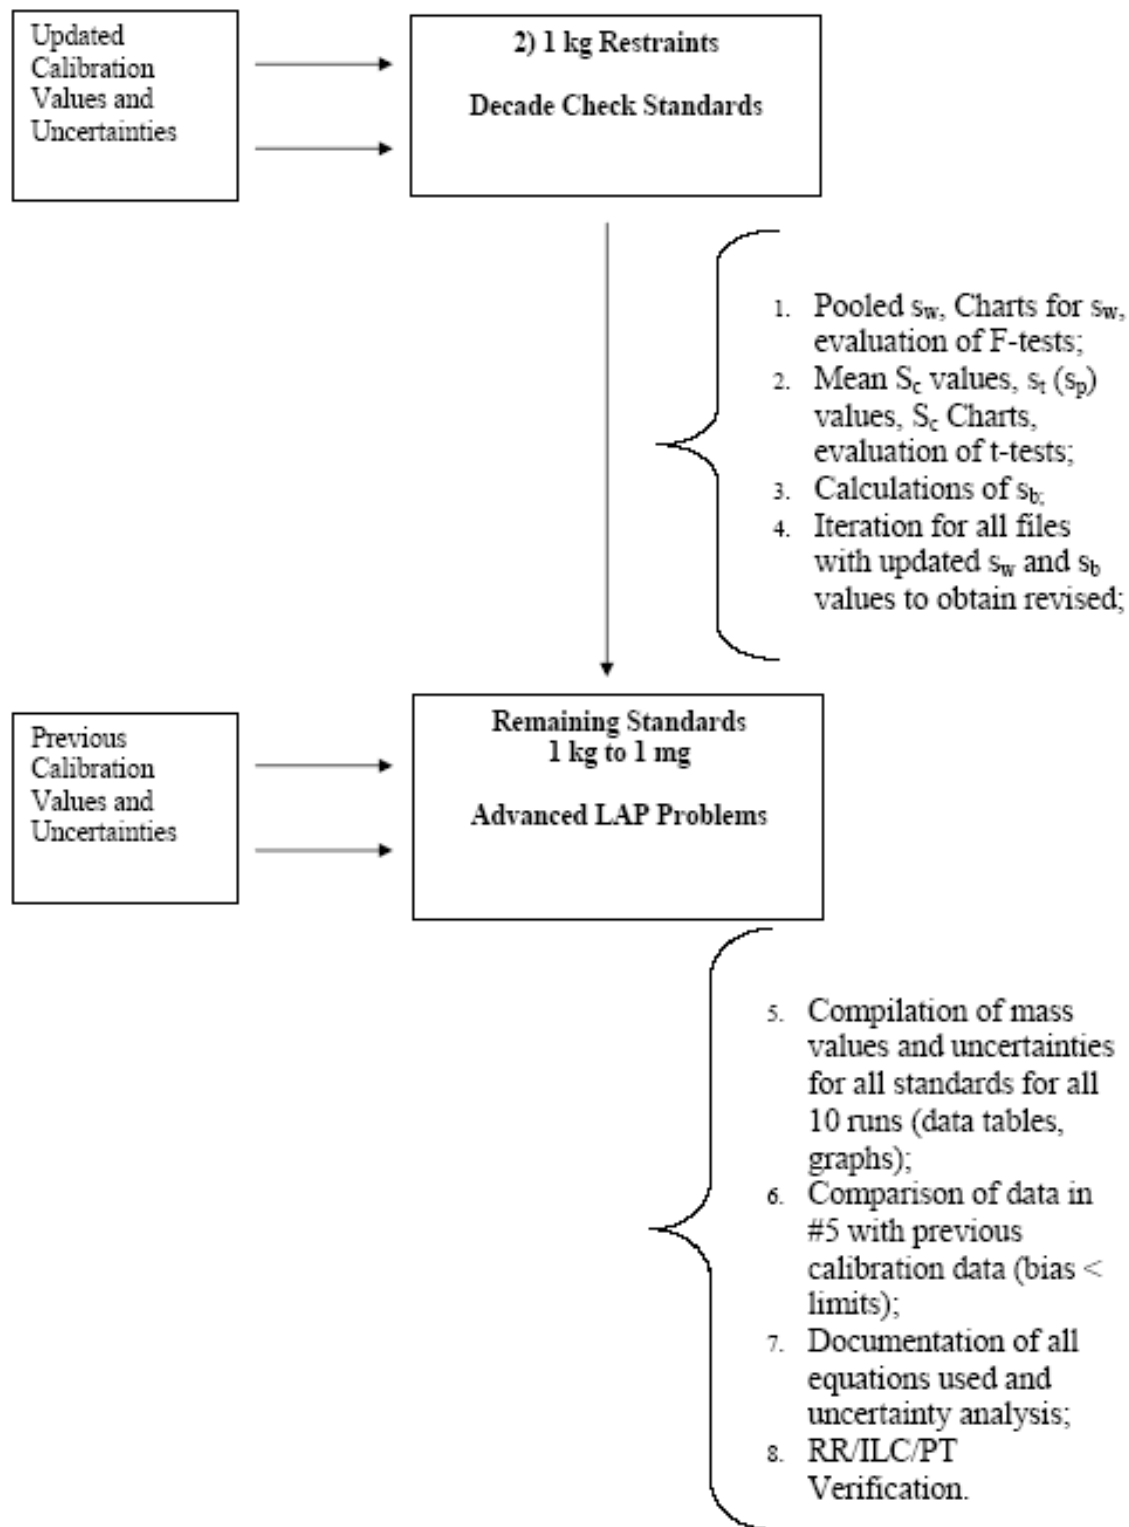 Updated
Calibration
Values and
Uncertainties
2) 1 kg Restraints
Decade Check Standards
1. Pooled sw, Charts for sw,
evaluation of F-tests;
2. Mean Sc values, st (sp)
values, Sc Charts,
evaluation of t-tests;
3. Calculations of sb;
4. Iteration for all files
with updated sw and sb
values to obtain revised;
Previous
Calibration
Values and
Uncertainties
Remaining Standards
1 kg to 1 mg
Advanced LAP Problems
5. Compilation of mass
values and uncertainties
for all standards for all
10 runs (data tables,
graphs);
6. Comparison of data in
#5 with previous
calibration data (bias <
limits);
7. Documentation of all
equations used and
uncertainty analysis;
8. RR/ILC/PT
Verification.